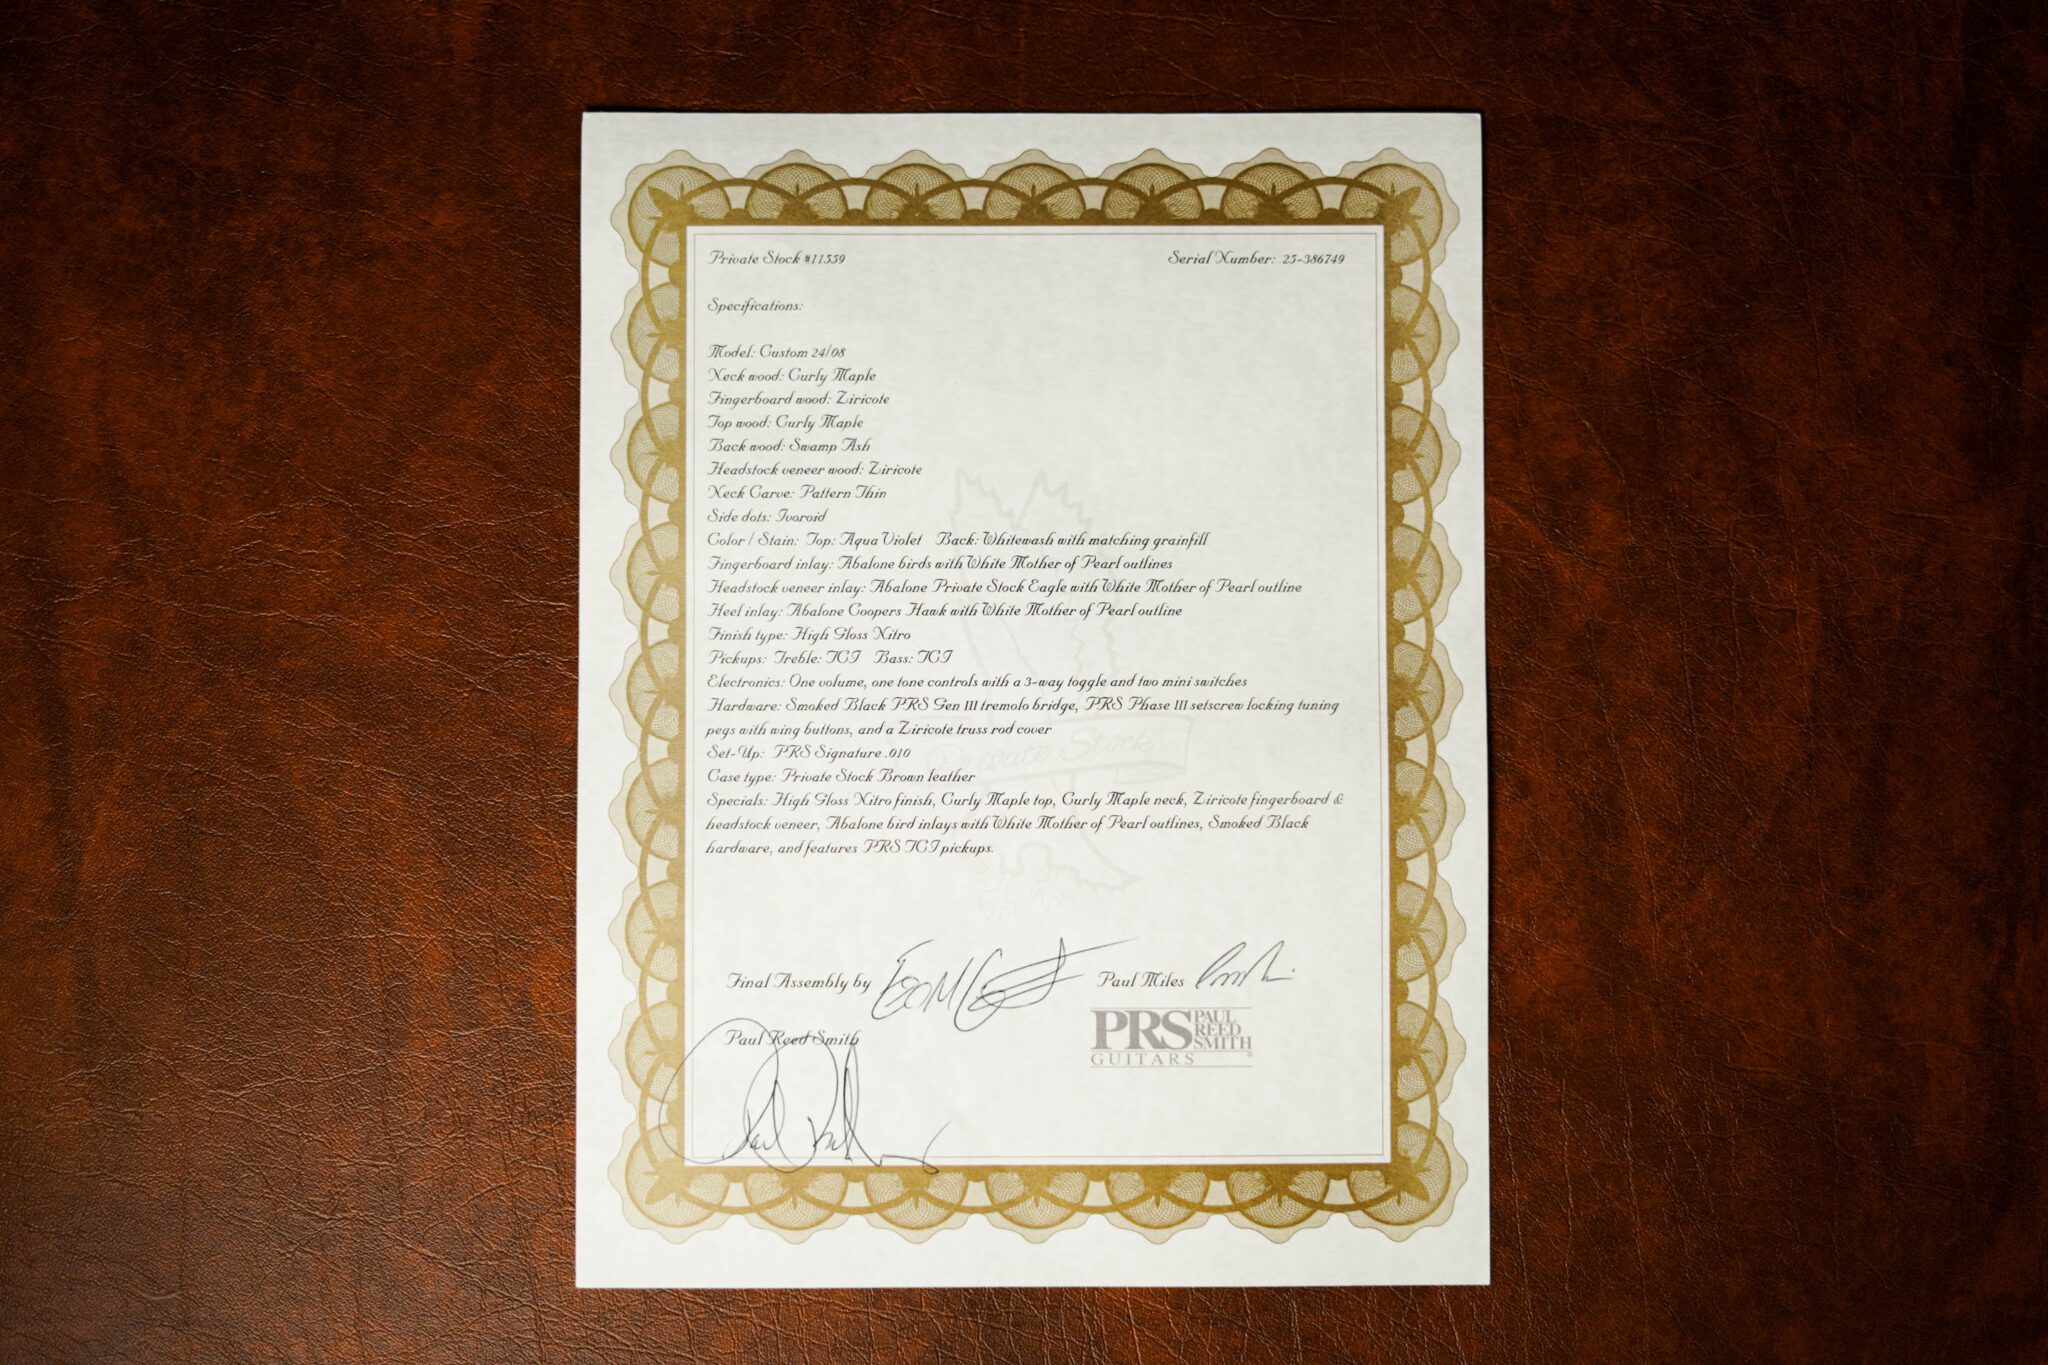 Private Stock #11559 Serial Number: 25-386749
Specifications:
Model: Custom 24/08
Neck wood: Curly Maple
Fingerboard wood: Ziricote
Top wood: Curly Maple
Back wood: Swamp Ash
Headstock veneer wood: Ziricote
Neck Carve: Pattern Thin
Side dots: Ivoroid
Color / Stain: Top: Aqua Violet Back: Whitewash with matching grainfill
Fingerboard inlay: Abalone birds with White Mother of Pearl outlines
Headstock veneer inlay: Abalone Private Stock Eagle with White Mother of Pearl outline
Heel inlay: Abalone Coopers Hawk with White Mother of Pearl outline
Finish type: High Gloss Nitro
Pickups: Treble: TCI Bass: TCI
Electronics: One volume, one tone controls with a 3-way toggle and two mini switches
Hardware: Smoked Black PRS Gen III tremolo bridge, PRS Phase III setscrew locking tuning
pegs with wing buttons, and a Ziricote truss rod cover
Private Stock
Set-Up: PRS Signature .010
Case type: Private Stock Brown leather
Specials: High Gloss Nitro finish, Curly Maple top, Curly Maple neck, Ziricote fingerboard &
headstock veneer, Abalone bird inlays with White Mother of Pearl outlines, Smoked Black
hardware, and features PRS TCI pickups.
Final Assembly by Paul Miles
Paul Reed Smith
PRS PAUL
REED
SMITH
GUITARS